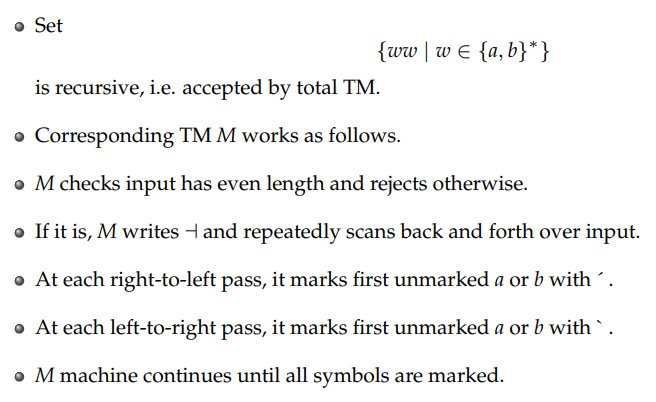 Set
{ww | w ∈ {a, b}*}
is recursive, i.e. accepted by total TM.
Corresponding TM M works as follows.
M checks input has even length and rejects otherwise.
If it is, M writes ⊣ and repeatedly scans back and forth over input.
At each right-to-left pass, it marks first unmarked a or b with ´ .
At each left-to-right pass, it marks first unmarked a or b with ` .
M machine continues until all symbols are marked.